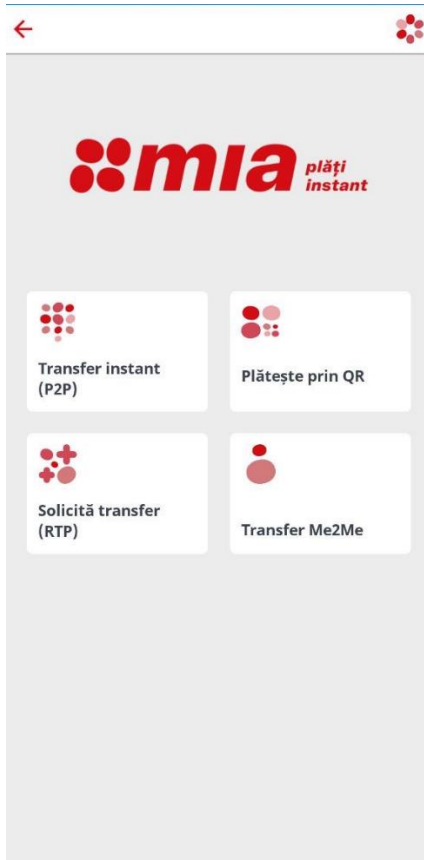 mia plăți
instant
Transfer instant
(P2P)
Plătește prin QR
Solicită transfer
(RTP)
Transfer Me2Me